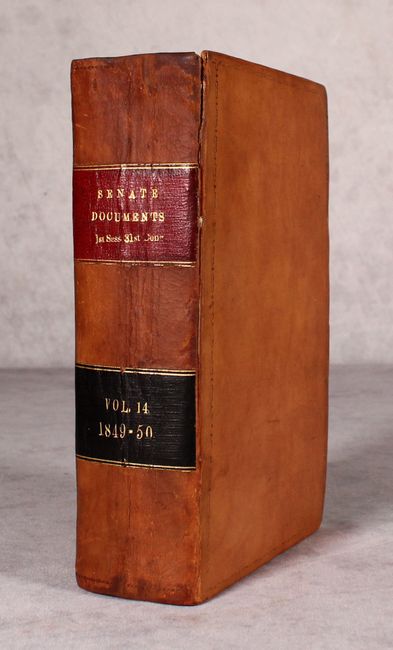 SENATE
DOCUMENTS
1st Sess. 31st Con
VOL. 14
1849-50